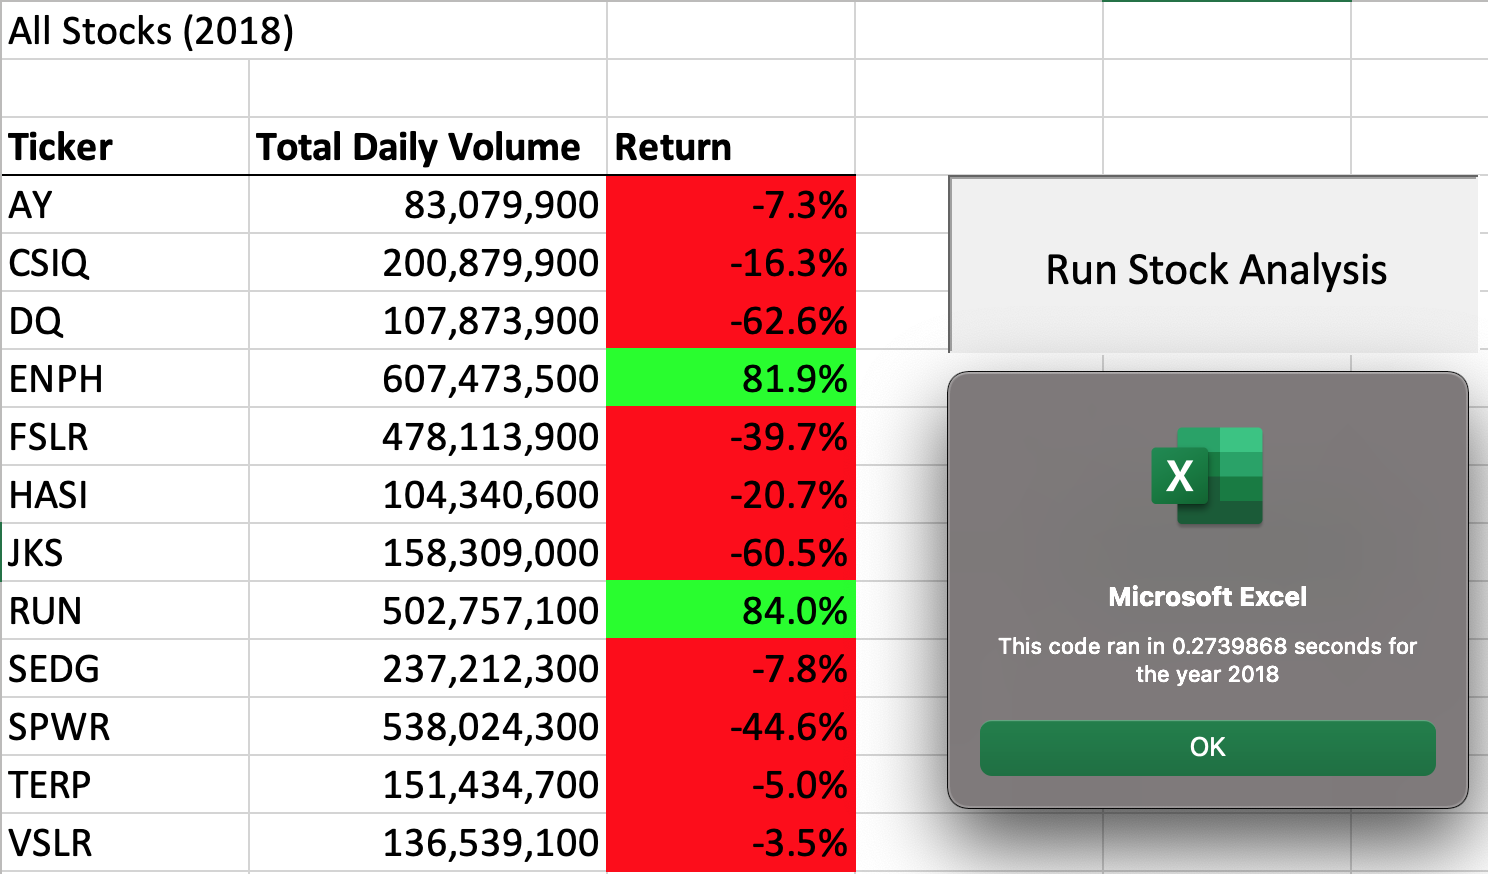 All Stocks (2018)
Ticker Total Daily Volume Return
AY 83,079,900 -7.3%
CSIQ 200,879,900 -16.3%
DQ 107,873,900 -62.6%
ENPH 607,473,500 81.9%
FSLR 478,113,900 -39.7%
HASI 104,340,600 -20.7%
JKS 158,309,000 -60.5%
RUN 502,757,100 84.0%
SEDG 237,212,300 -7.8%
SPWR 538,024,300 -44.6%
TERP 151,434,700 -5.0%
VSLR 136,539,100 -3.5%
Run Stock Analysis
X
Microsoft Excel
This code ran in 0.2739868 seconds for
the year 2018
OK